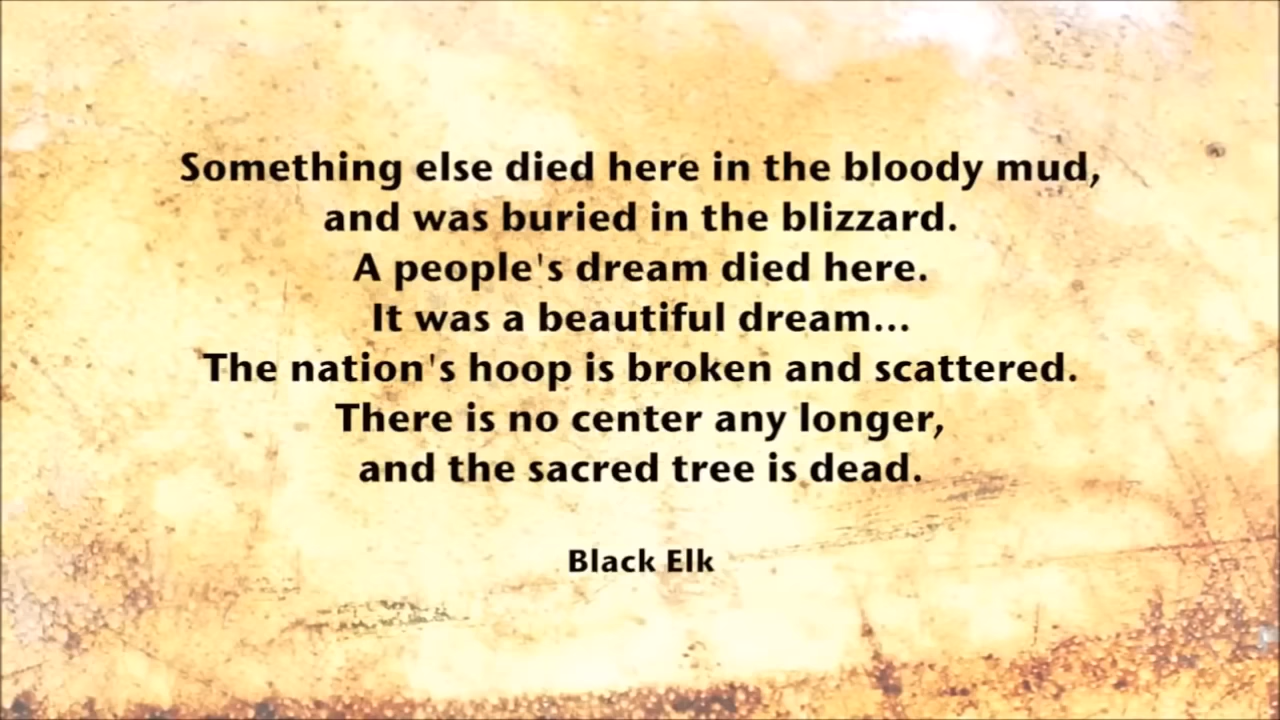 Something else died here in the bloody mud,
and was buried in the blizzard.
A people's dream died here.
It was a beautiful dream...
The nation's hoop is broken and scattered.
There is no center any longer,
and the sacred tree is dead.
Black Elk